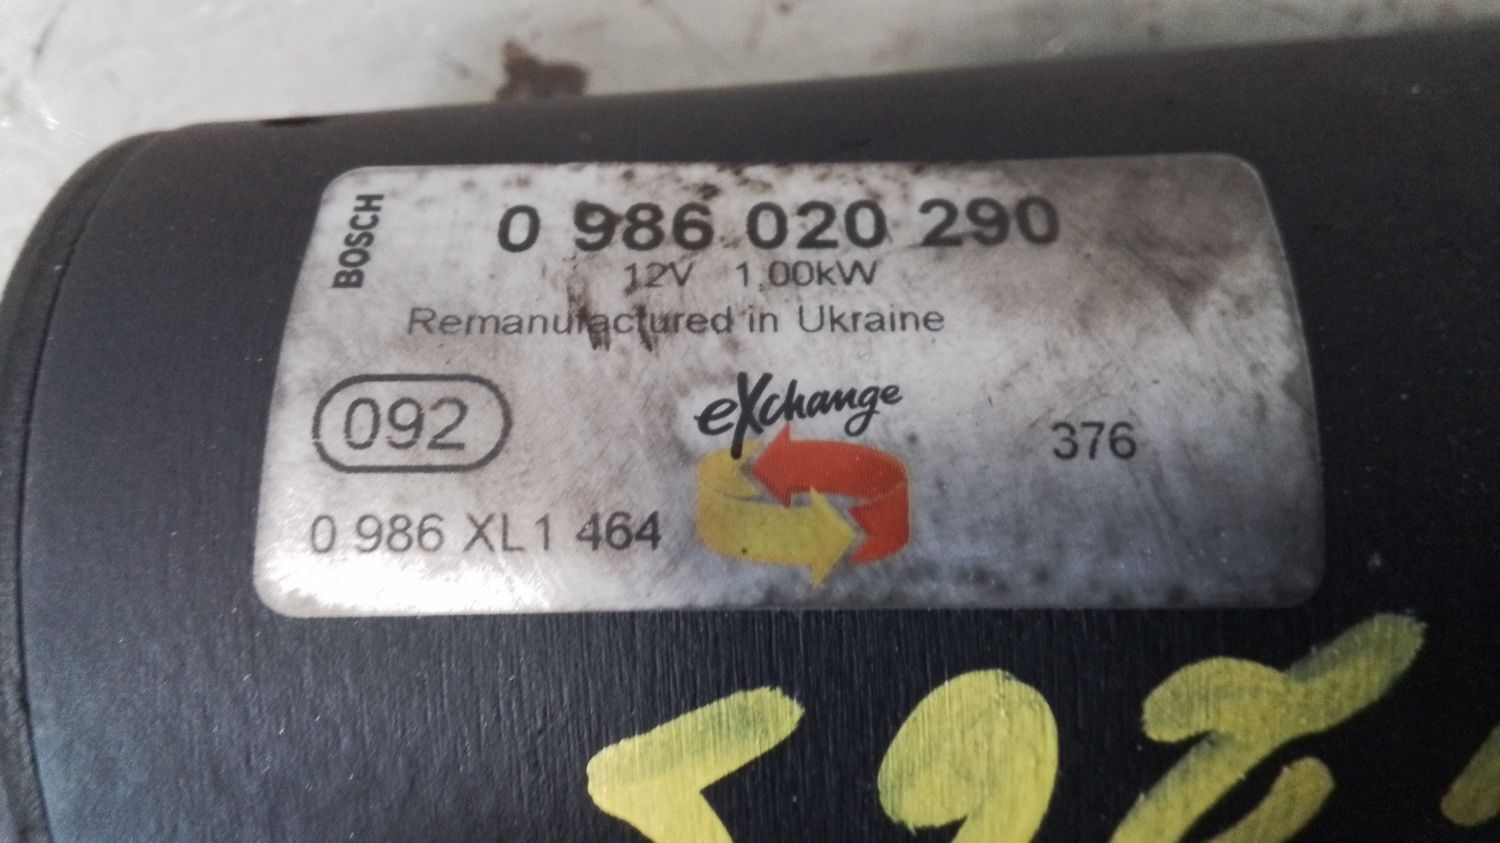 BOSCH
0 986 020 290
12V 1,00kW
Remanufactured in Ukraine
092
eXchange
376
0 986 XL1 464